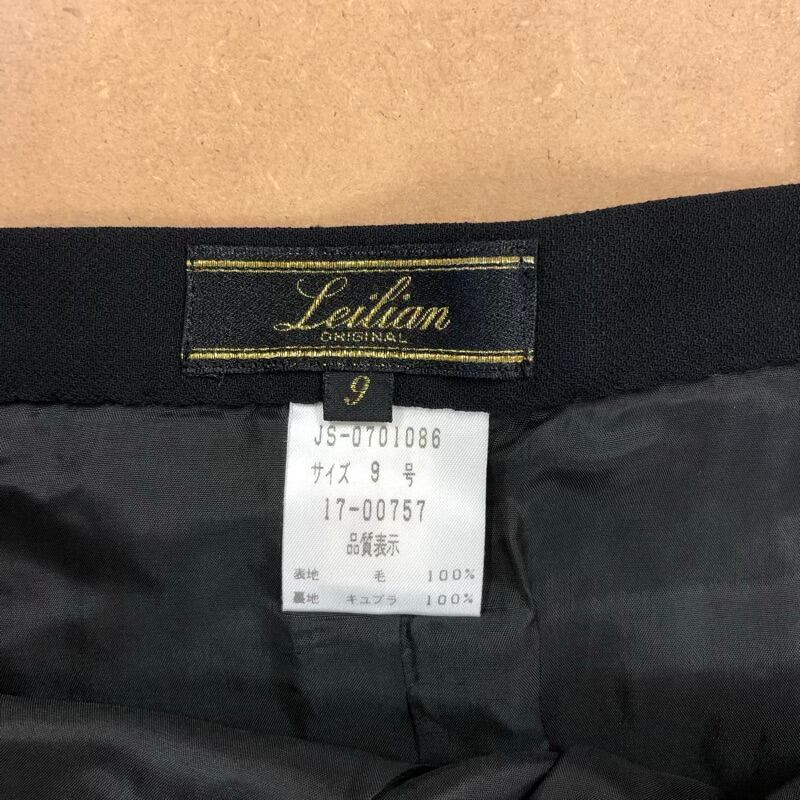 Leilian
ORIGINAL
9
JS-0701086
サイズ 9 号
17-00757
品質表示
表地 毛 100%
裏地 キュプラ 100%